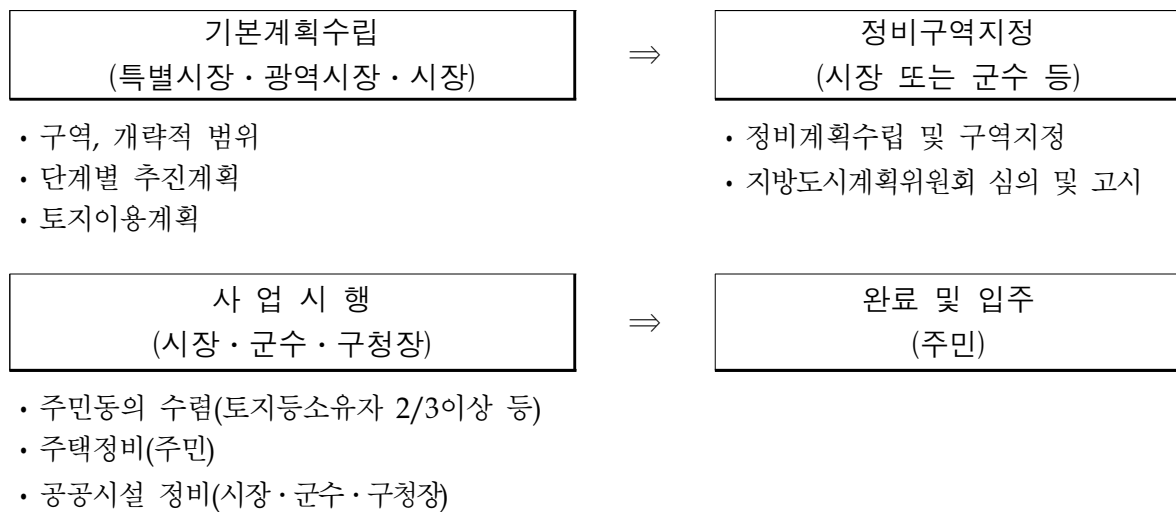 기본계획수립 ⇒ 정비구역지정
(특별시장・광역시장・시장) (시장 또는 군수 등)
・구역, 개략적 범위
・단계별 추진계획
・토지이용계획
・정비계획수립 및 구역지정
・지방도시계획위원회 심의 및 고시
사 업 시 행 ⇒ 완료 및 입주
(시장・군수・구청장) (주민)
・주민동의 수렴(토지등소유자 2/3이상 등)
・주택정비(주민)
・공공시설 정비(시장・군수・구청장)